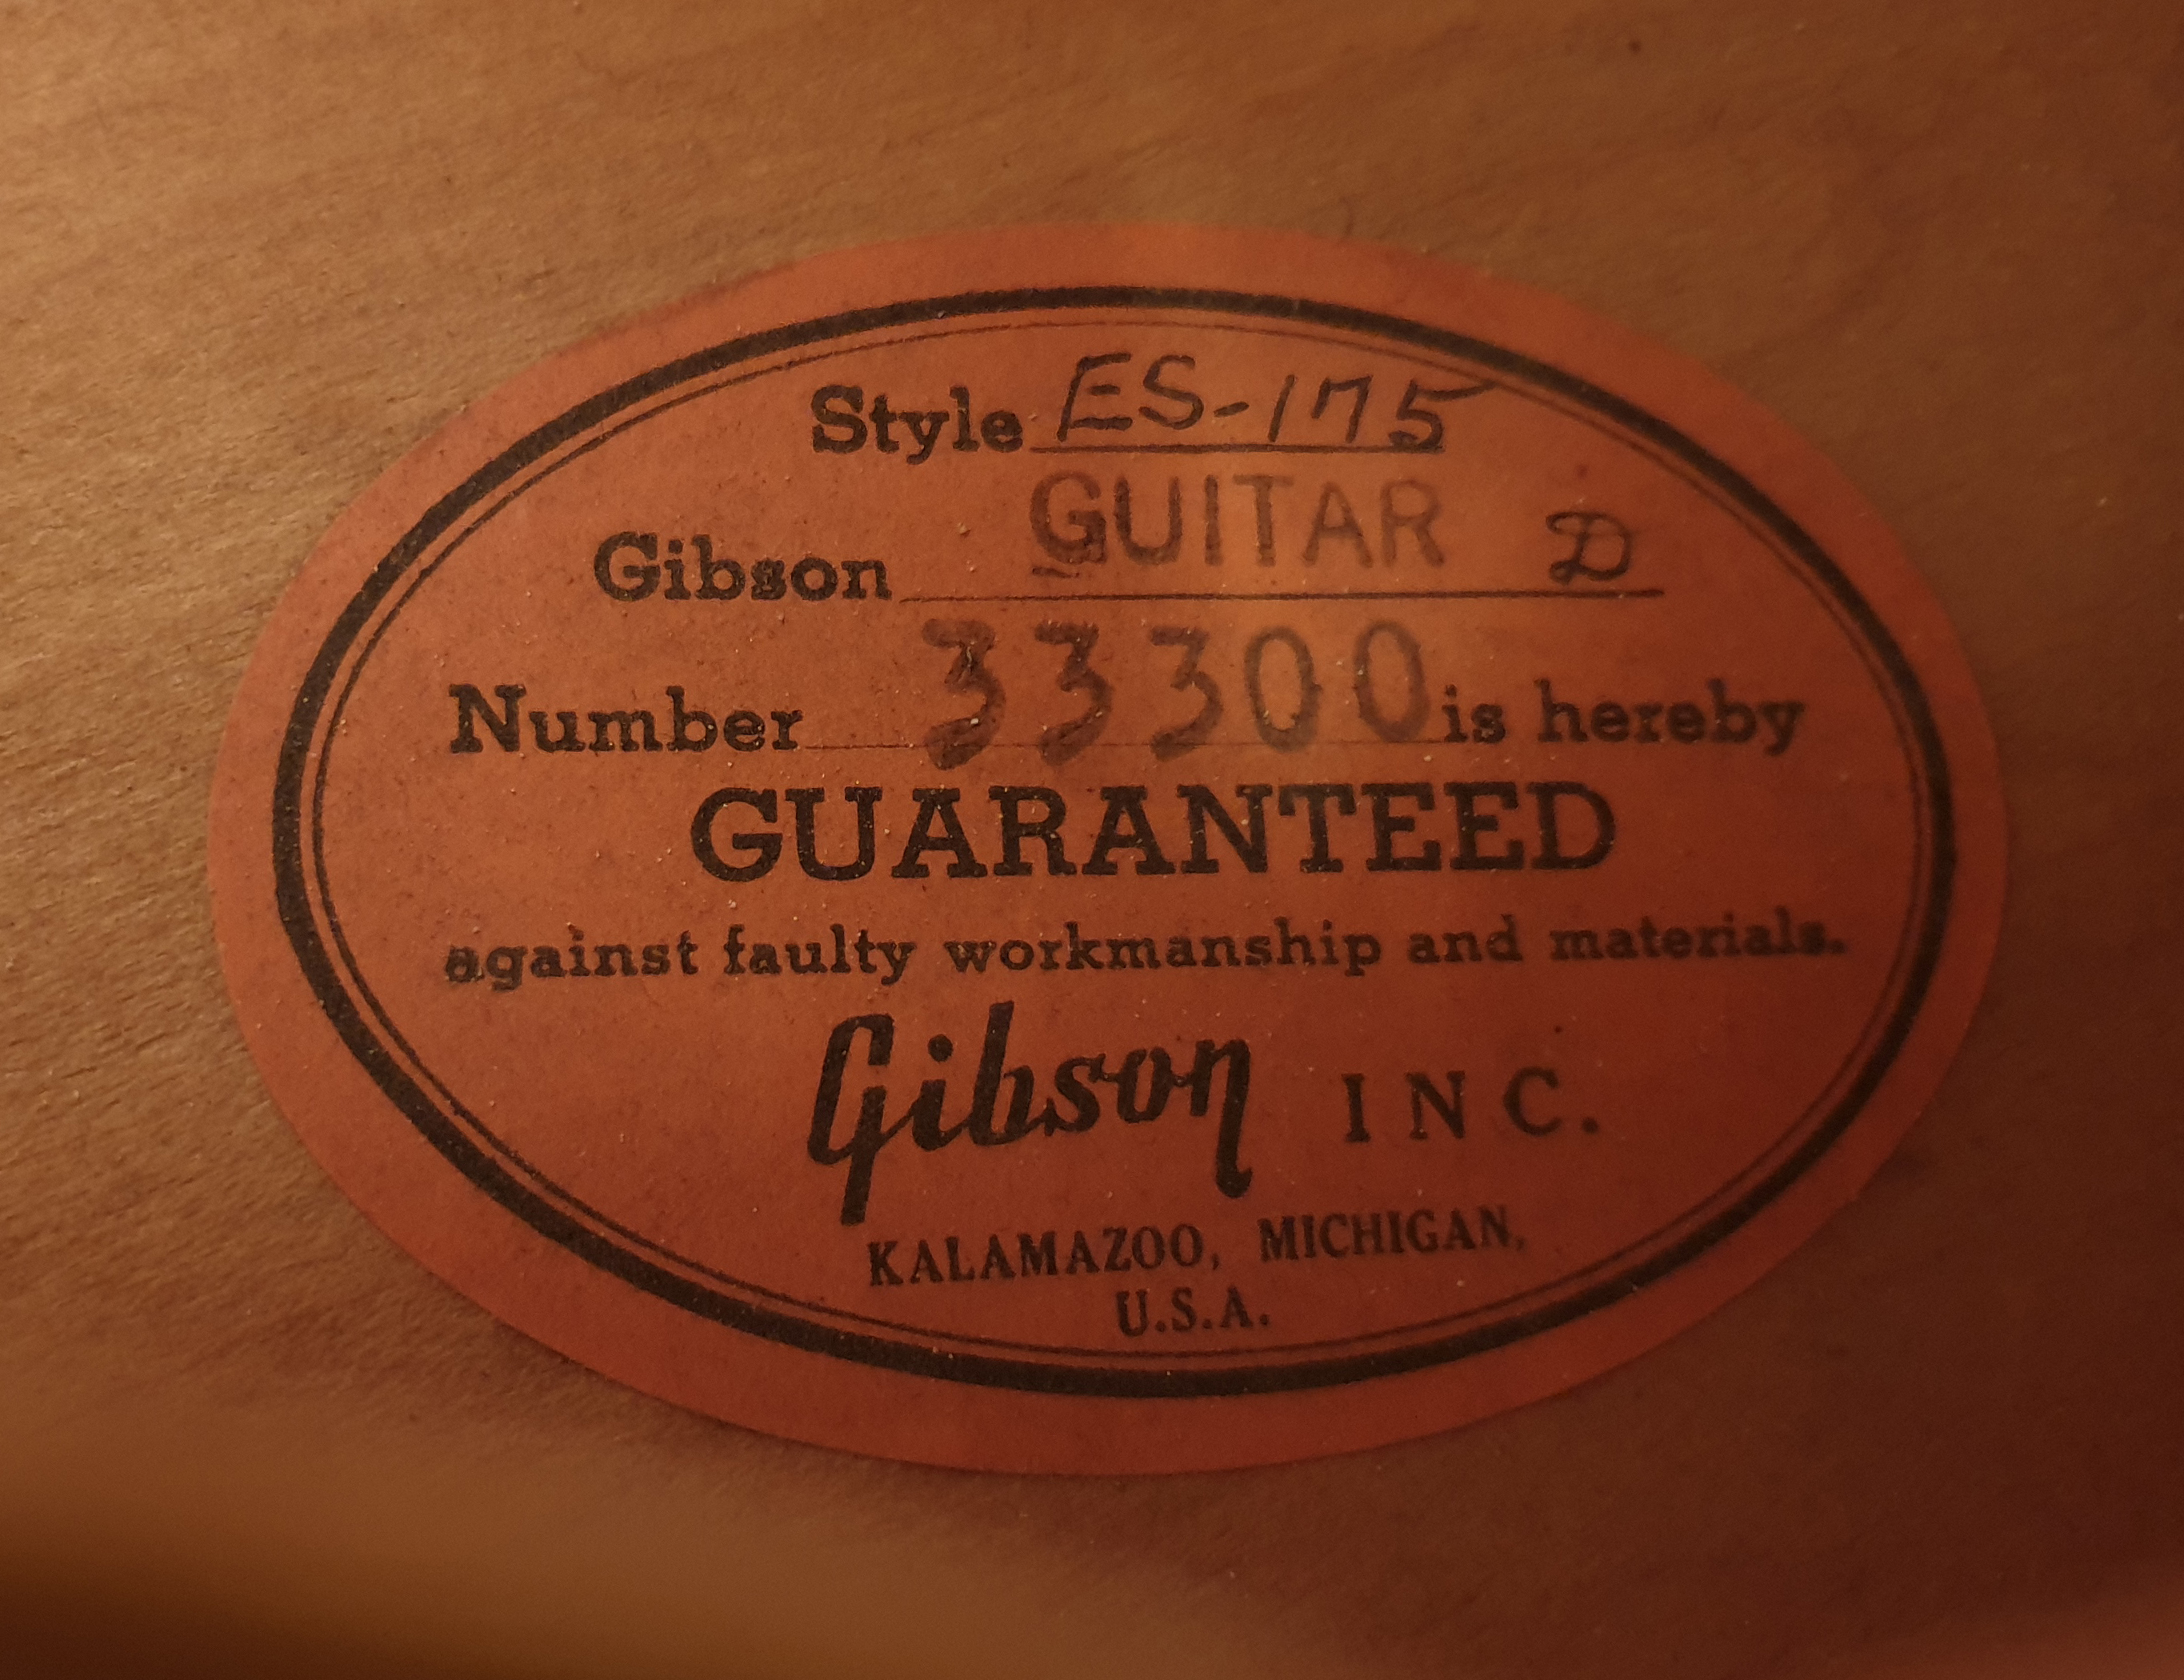 Style ES-175
Gibson GUITAR D
Number 33300 is hereby
GUARANTEED
against faulty workmanship and materials.
Gibson INC.
KALAMAZOO, MICHIGAN,
U.S.A.